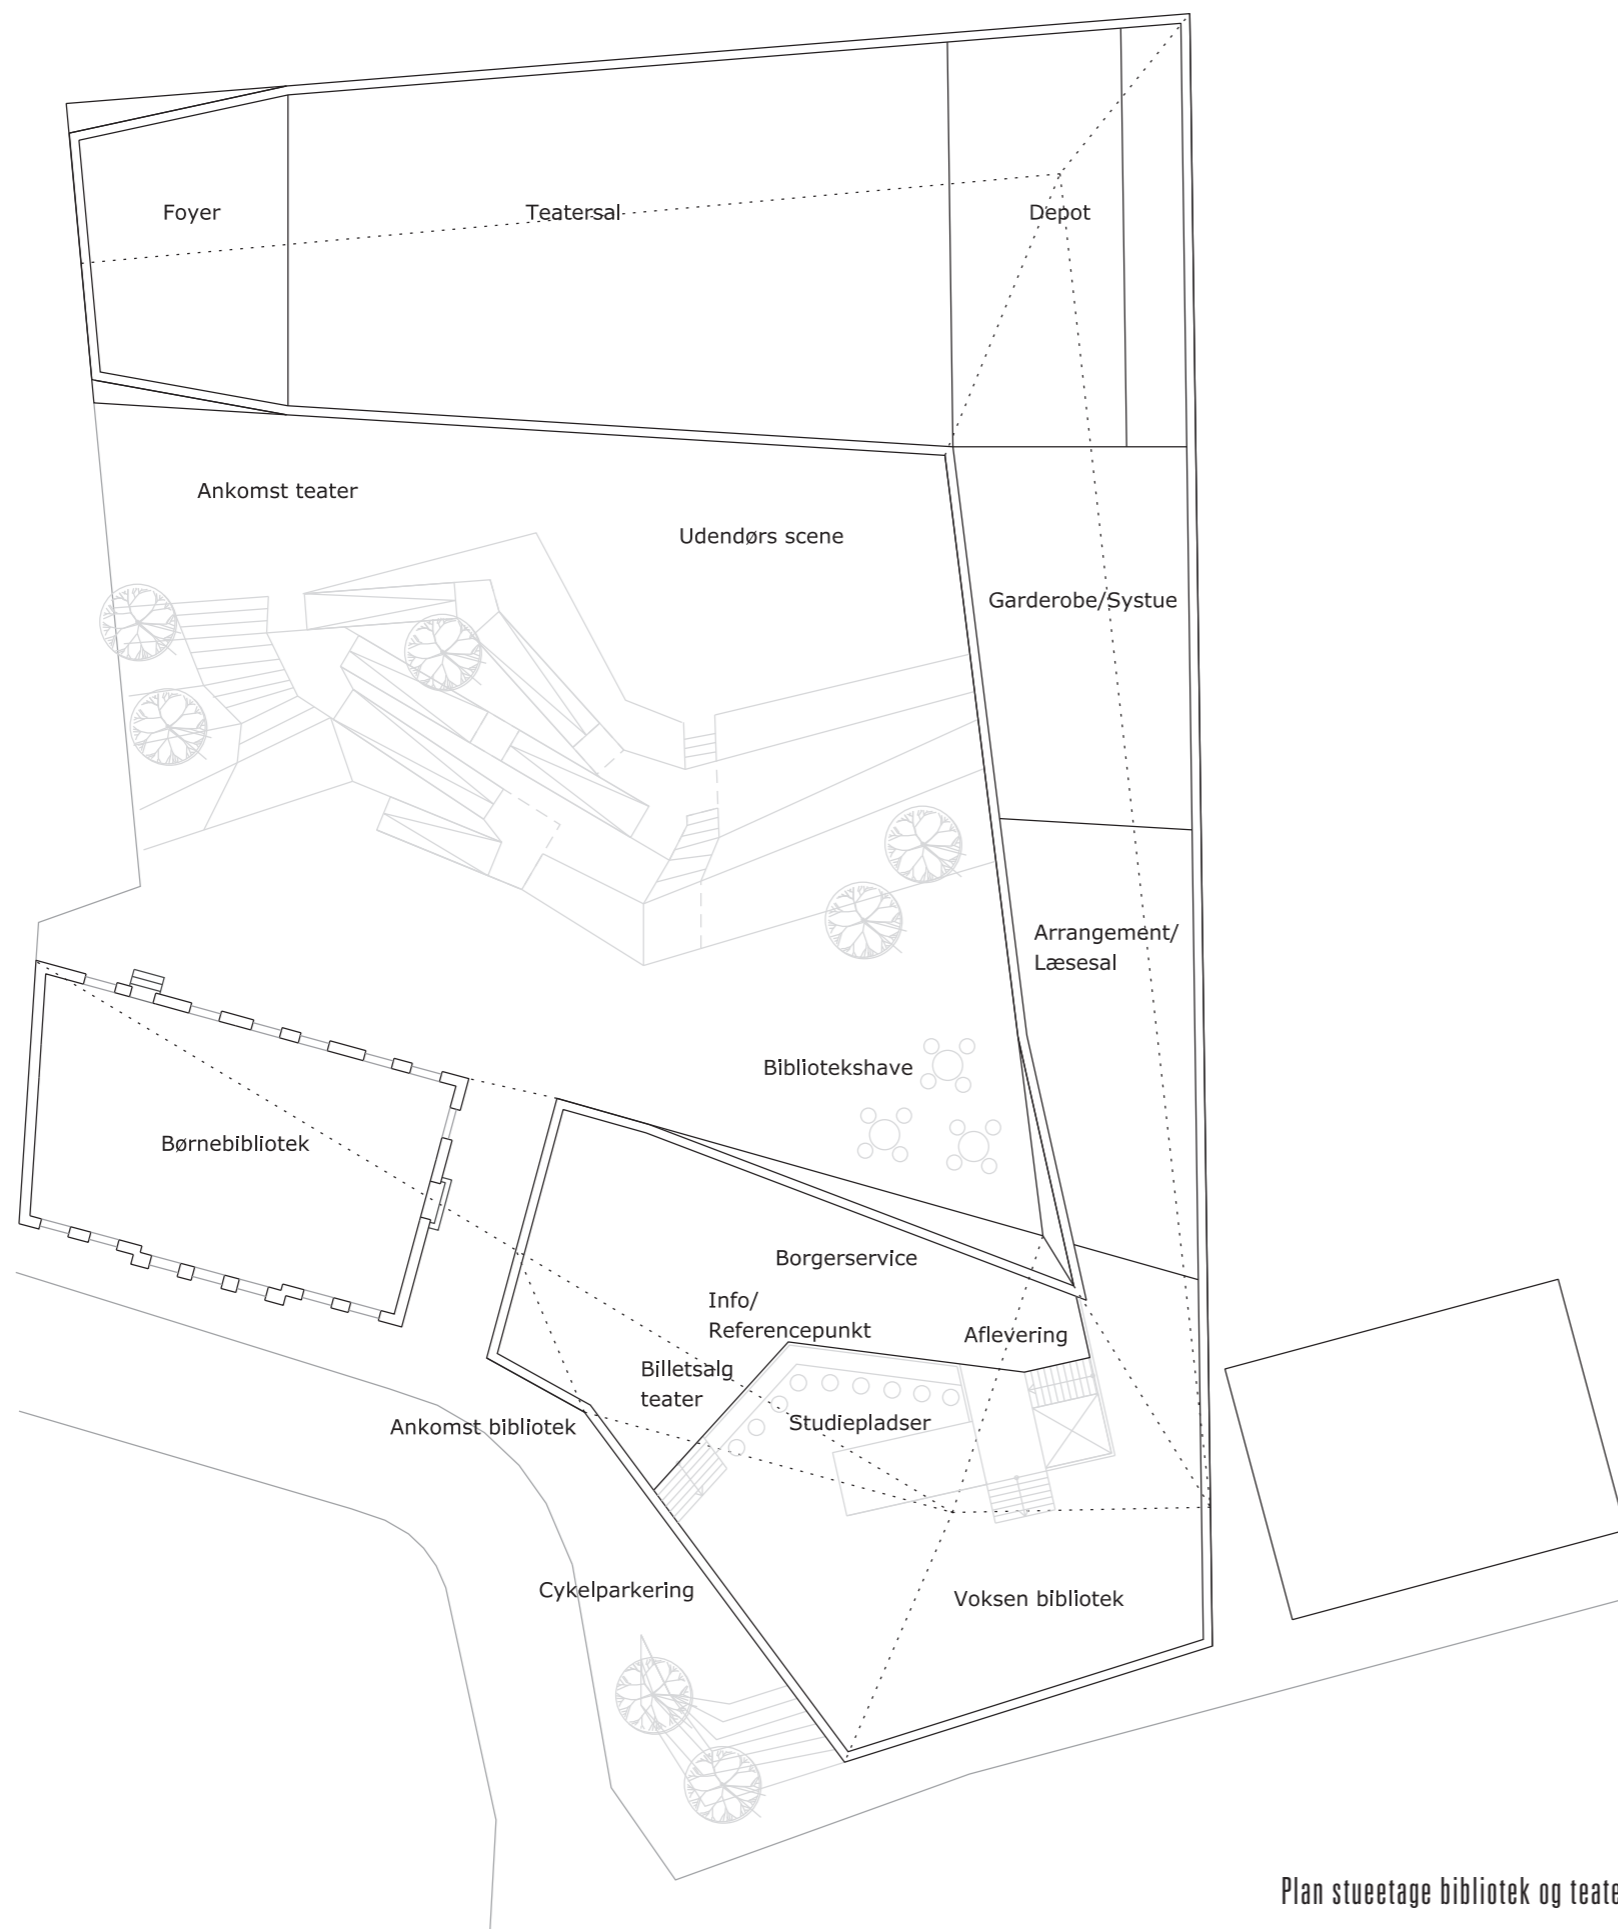 Foyer
Teatersal
Depot
Ankomst teater
Udendørs scene
Garderobe/Systue
Arrangement/
Læsesal
Bibliotekshave
Børnebibliotek
Borgerservice
Info/
Referencepunkt
Aflevering
Billetsalg
teater
Studiepladser
Ankomst bibliotek
Cykelparkering
Voksen bibliotek
Plan stueetage bibliotek og teate